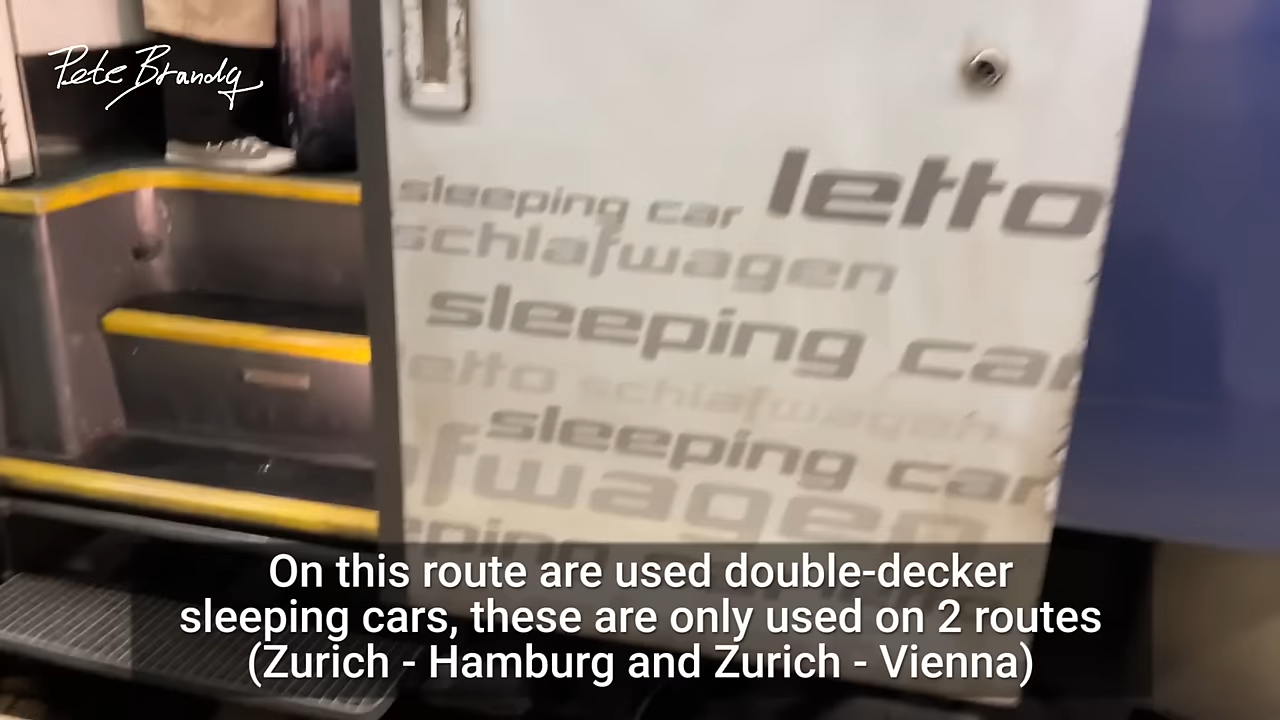 Pete Brandy
letto
sleeping car
schlafwagen
sleeping car
letto schlafwagen
sleeping car
afwagen
On this route are used double-decker
sleeping cars, these are only used on 2 routes
(Zurich - Hamburg and Zurich - Vienna)